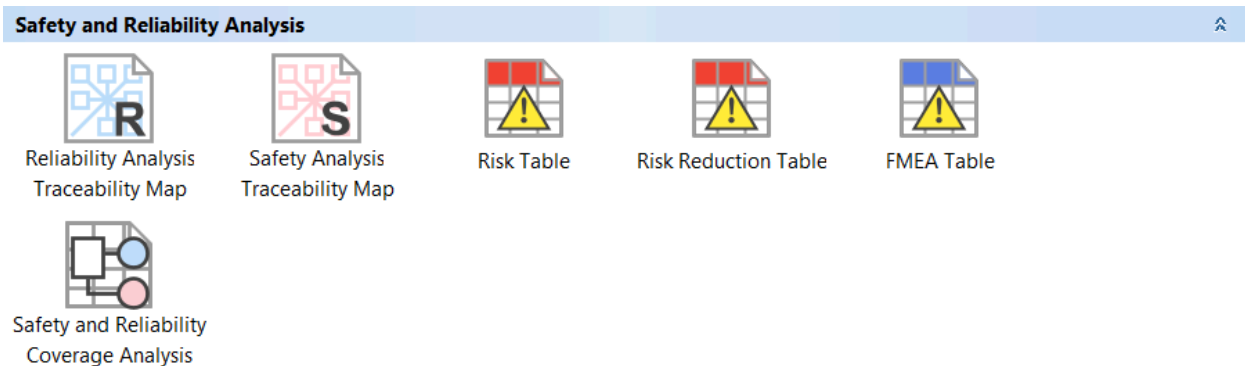 Safety and Reliability Analysis
R
S
Reliability Analysis
Traceability Map
Safety Analysis
Traceability Map
Risk Table
Risk Reduction Table
FMEA Table
Safety and Reliability
Coverage Analysis